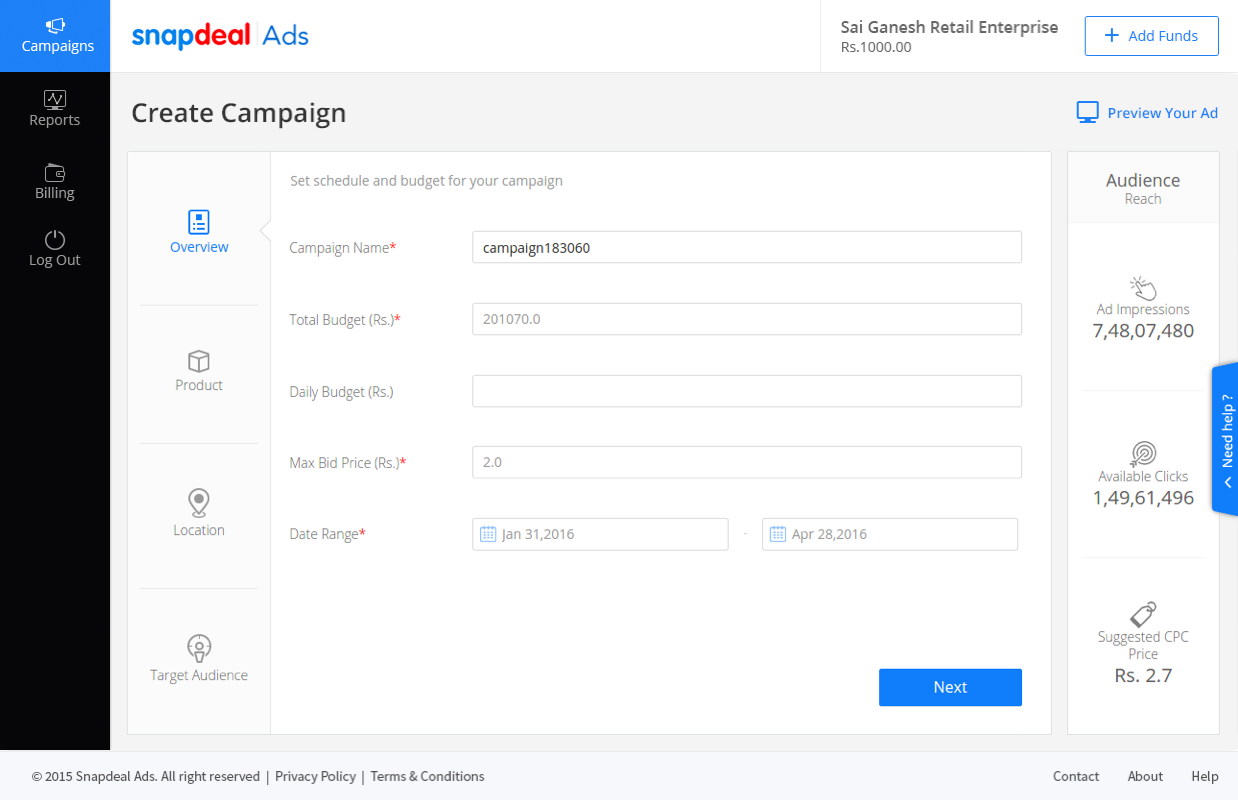 Campaigns
Reports
Billing
Log Out
snapdeal Ads
Sai Ganesh Retail Enterprise
Rs.1000.00
+ Add Funds
Create Campaign
Preview Your Ad
Overview
Product
Location
Target Audience
Set schedule and budget for your campaign
Campaign Name* campaign183060
Total Budget (Rs.)* 201070.0
Daily Budget (Rs.)
Max Bid Price (Rs.)* 2.0
Date Range* Jan 31,2016 - Apr 28,2016
Next
Audience
Reach
Ad Impressions
7,48,07,480
Available Clicks
1,49,61,496
Suggested CPC
Price
Rs. 2.7
Need help ?
© 2015 Snapdeal Ads. All right reserved | Privacy Policy | Terms & Conditions
Contact About Help